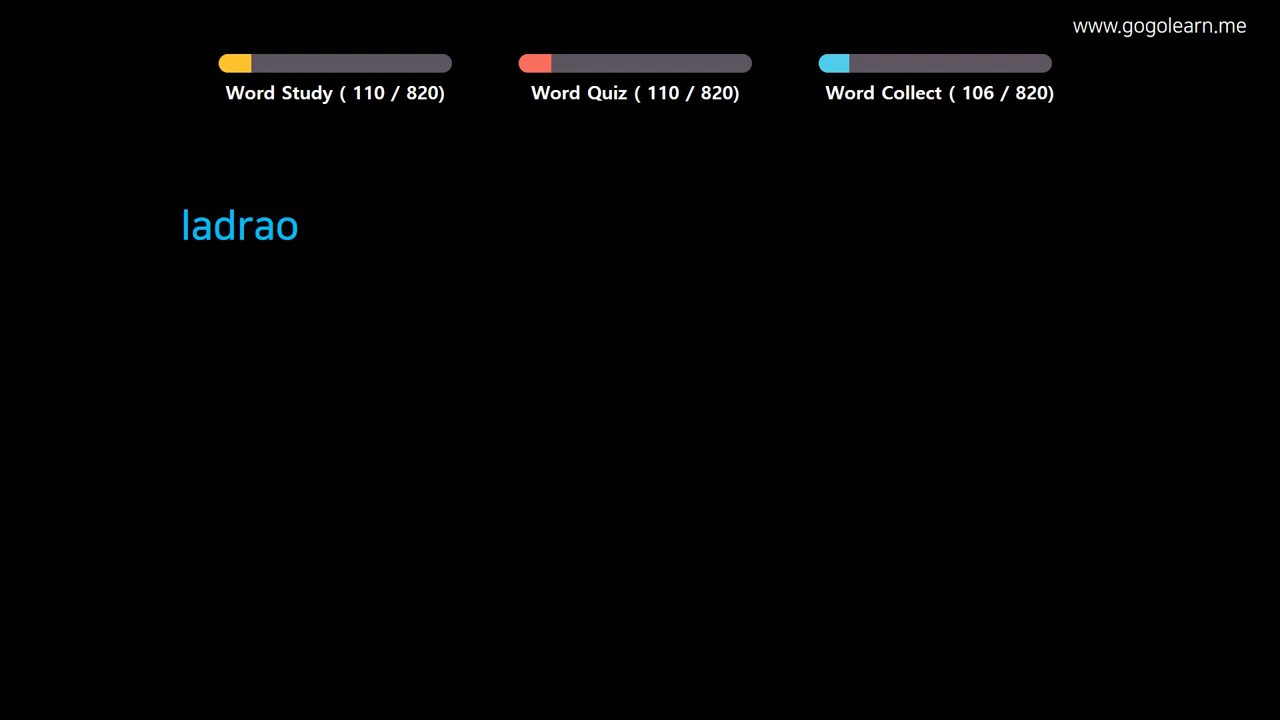 www.gogolearn.me
Word Study ( 110 / 820)
Word Quiz ( 110 / 820)
Word Collect ( 106 / 820)
ladrao